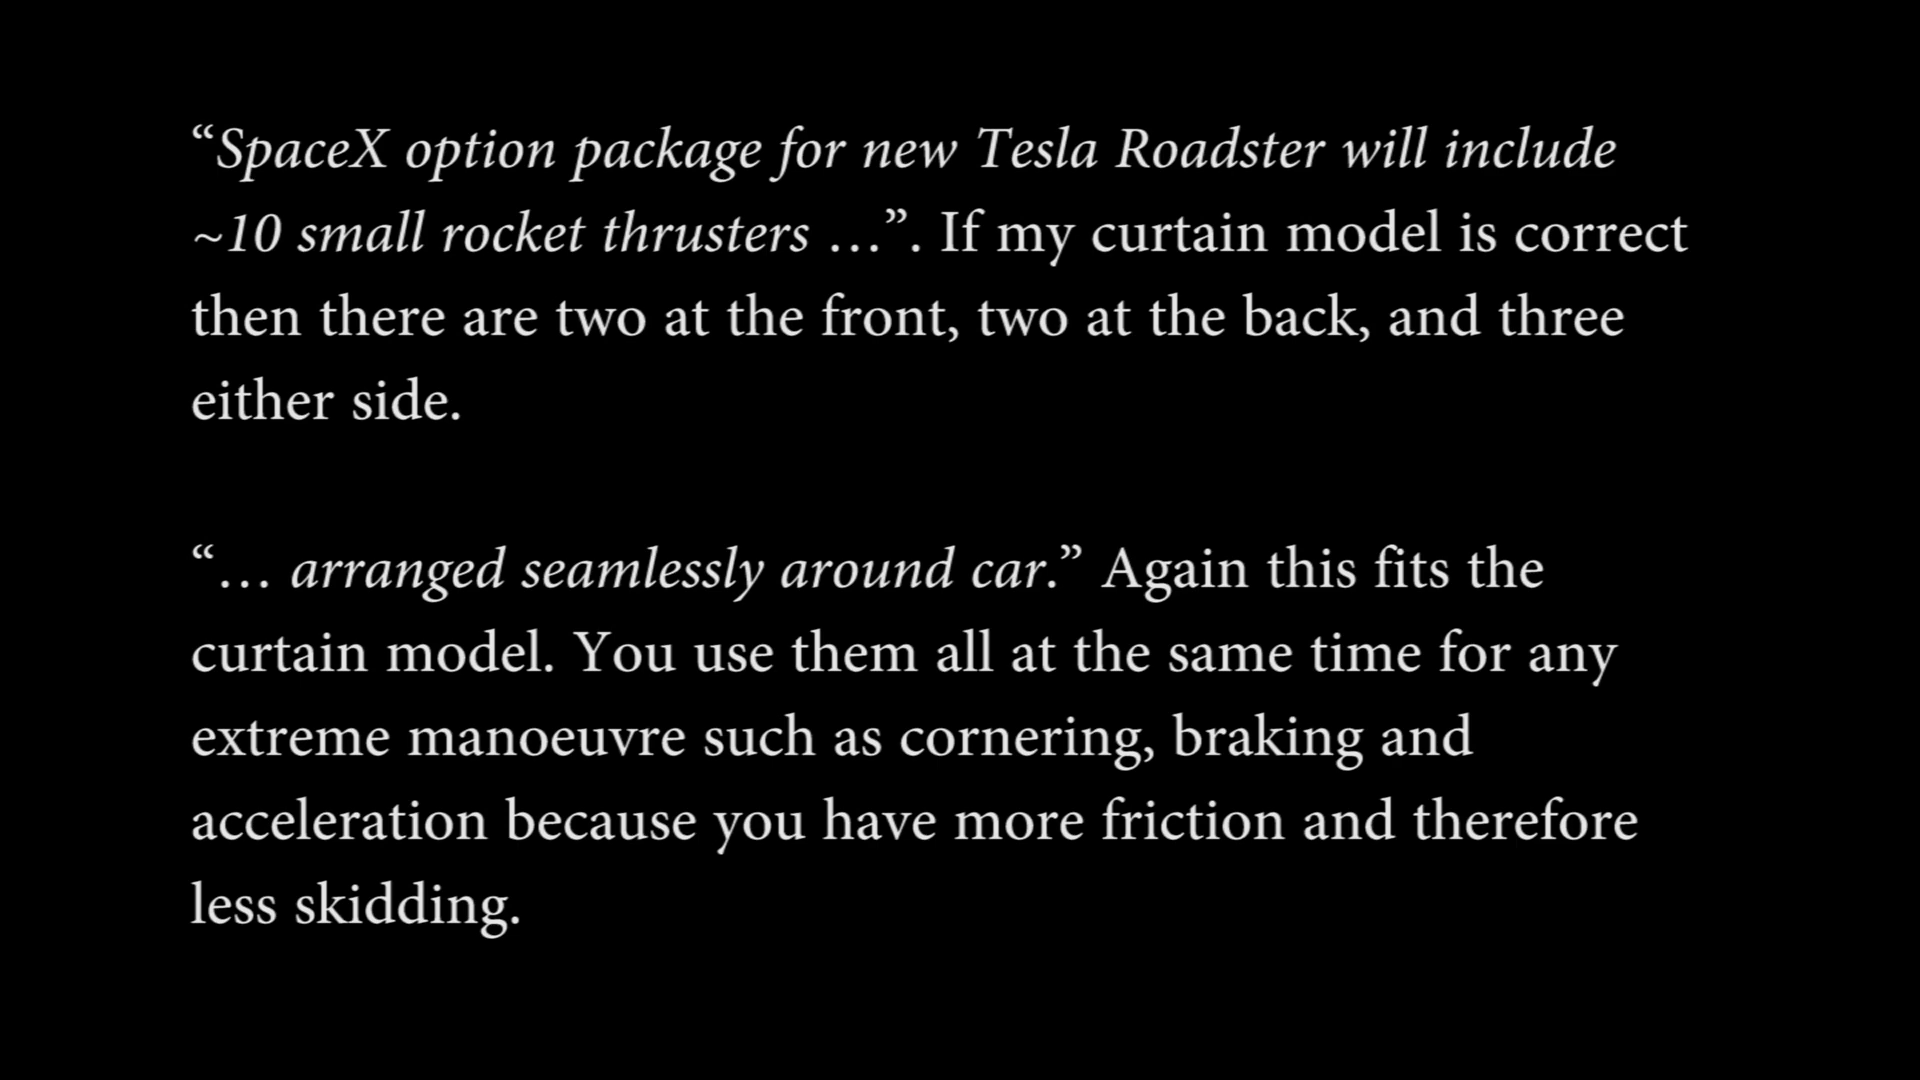 “SpaceX option package for new Tesla Roadster will include
~10 small rocket thrusters …”. If my curtain model is correct
then there are two at the front, two at the back, and three
either side.
“… arranged seamlessly around car.” Again this fits the
curtain model. You use them all at the same time for any
extreme manoeuvre such as cornering, braking and
acceleration because you have more friction and therefore
less skidding.